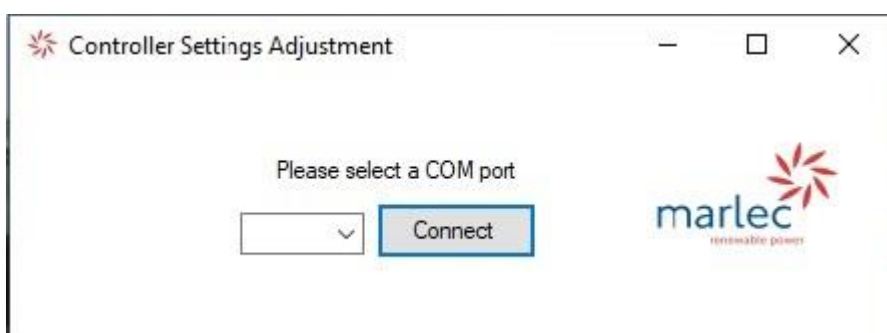 Controller Settings Adjustment
Please select a COM port
Connect
marlec
renewable power